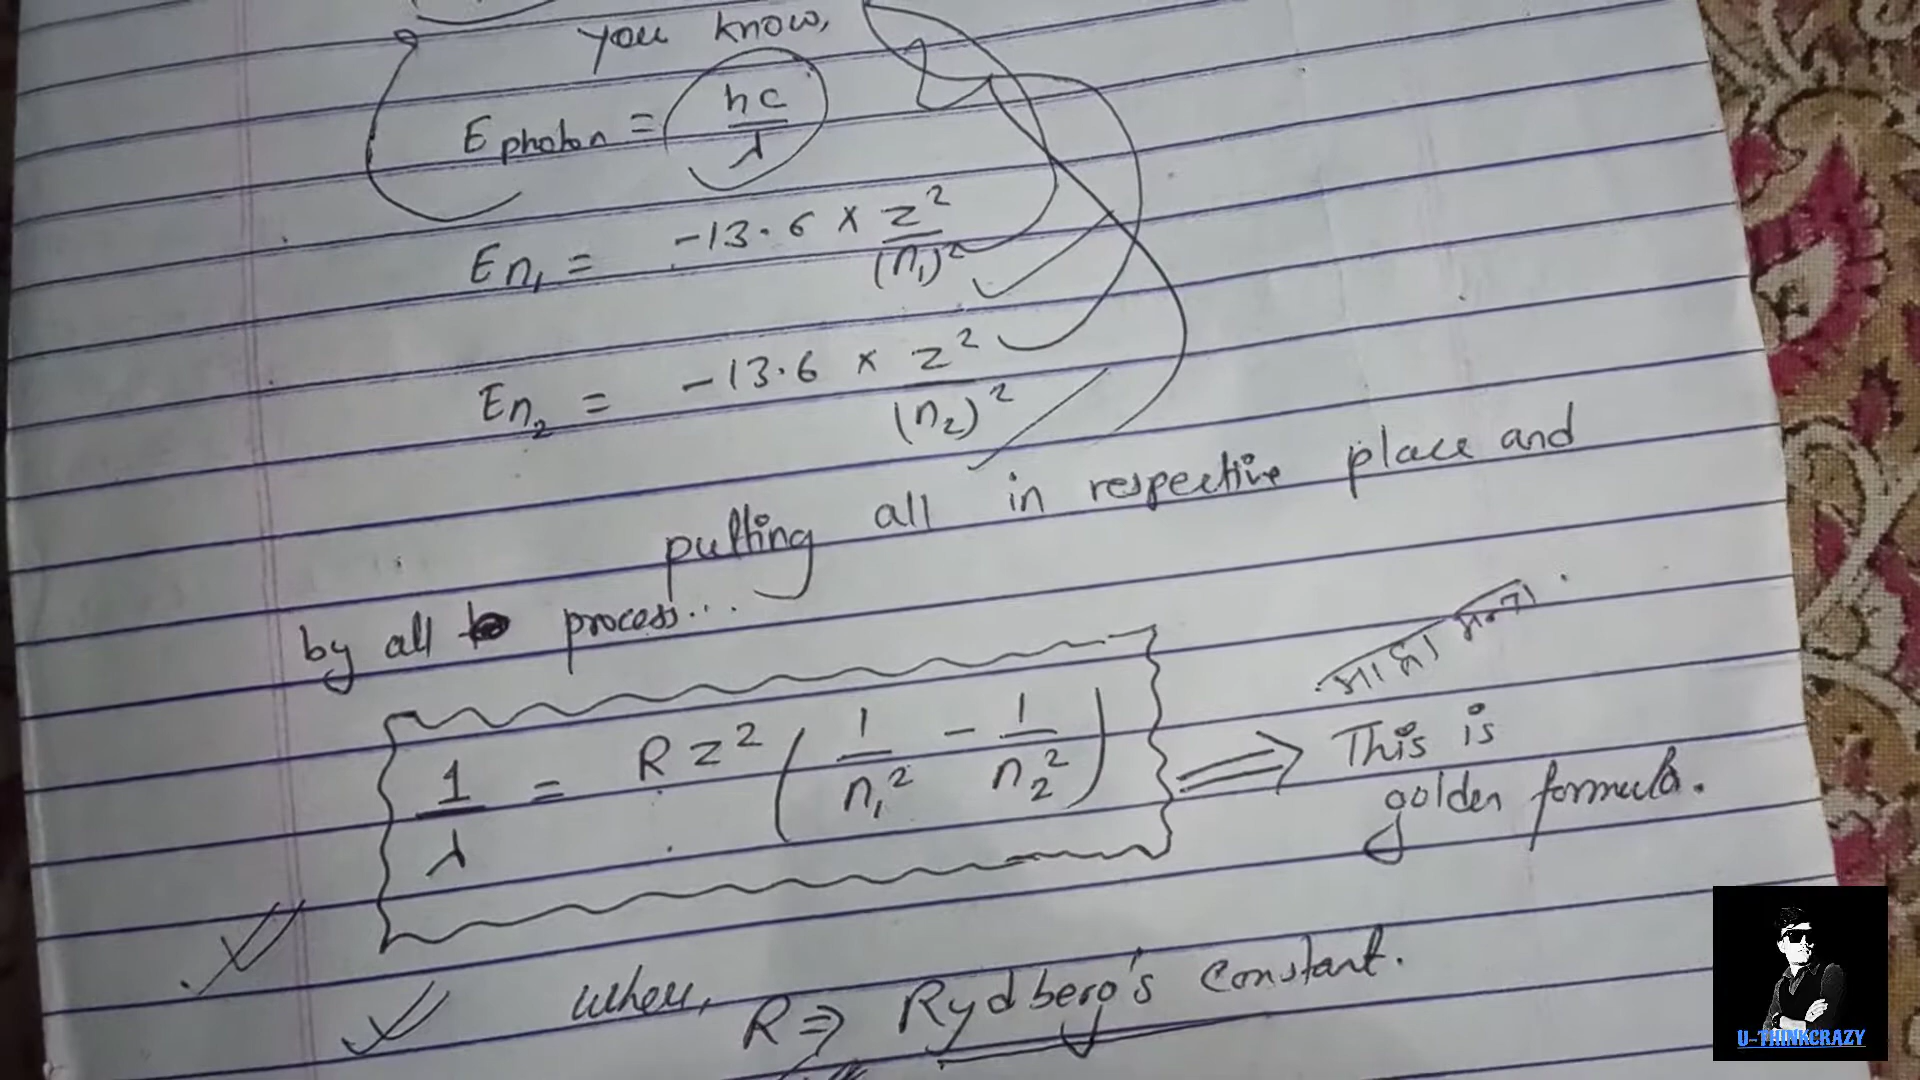 you know,
E photon = hc/λ
En₁ = -13.6 × z²/(n₁)²
En₂ = -13.6 × z²/(n₂)²
putting all in respective place and
by all process...
1/λ = R z² (1/n₁² - 1/n₂²) ⇒ This is
golden formula.
where,
R ⇒ Rydberg's Constant.
U-THINKCRAZY